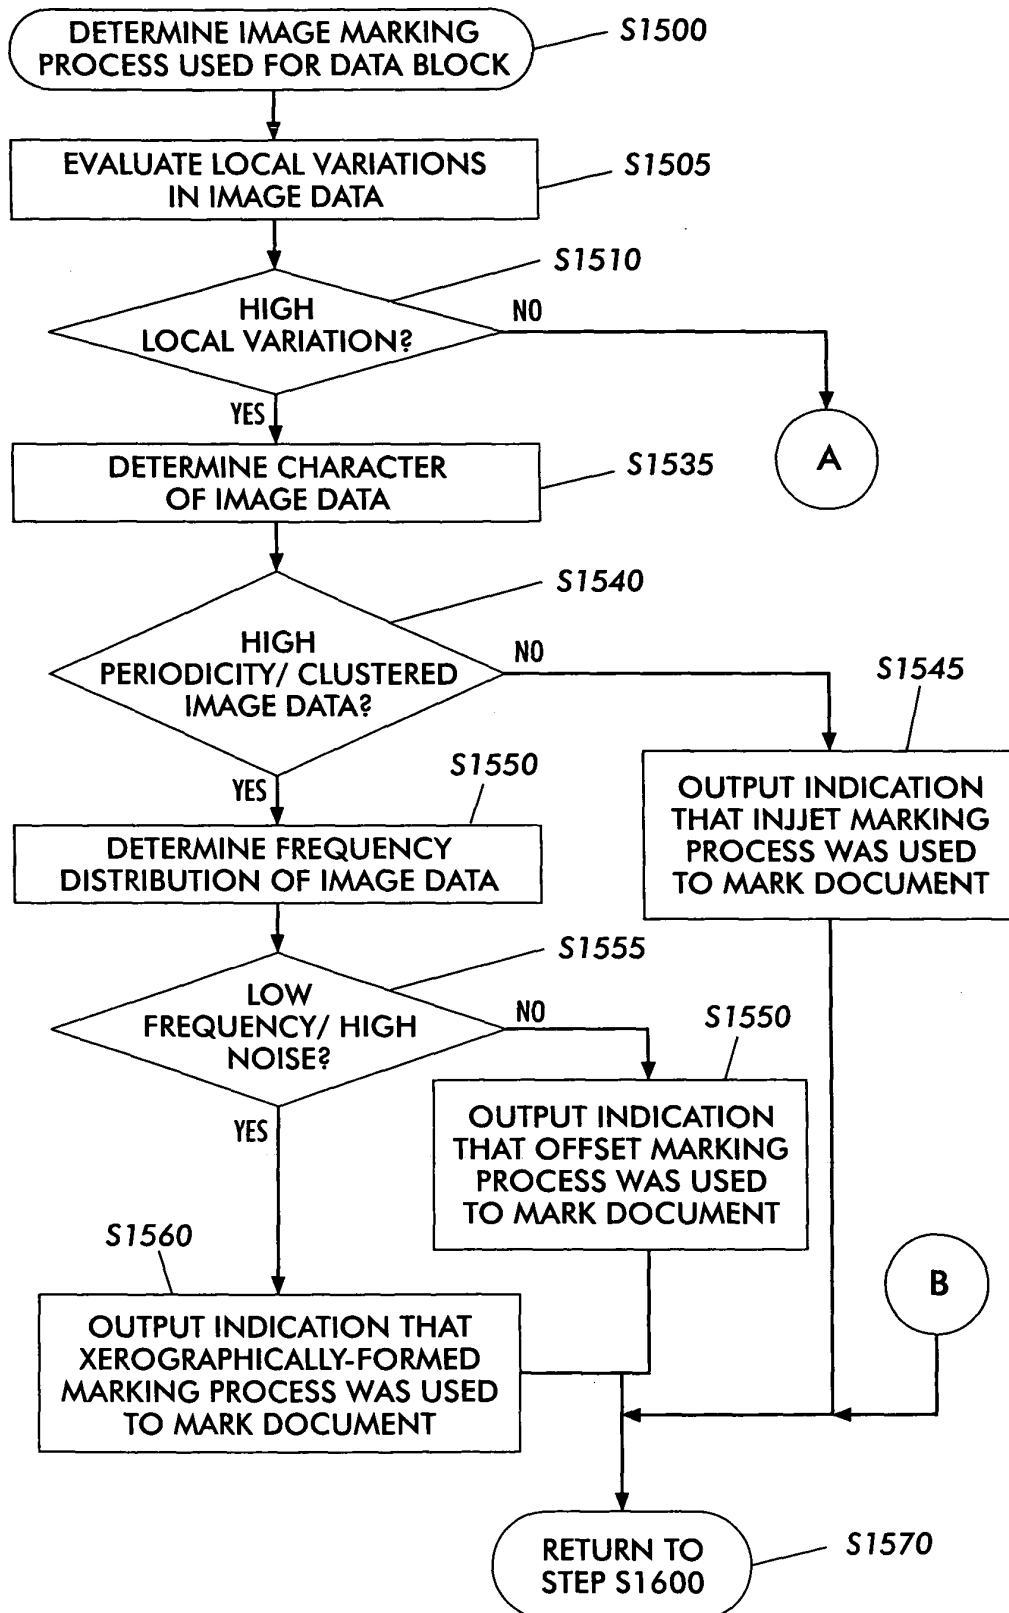 DETERMINE IMAGE MARKING
PROCESS USED FOR DATA BLOCK
S1500
EVALUATE LOCAL VARIATIONS
IN IMAGE DATA
S1505
S1510
HIGH
LOCAL VARIATION?
NO
YES
A
DETERMINE CHARACTER
OF IMAGE DATA
S1535
S1540
HIGH
PERIODICITY/ CLUSTERED
IMAGE DATA?
NO
YES
S1545
OUTPUT INDICATION
THAT INJJET MARKING
PROCESS WAS USED
TO MARK DOCUMENT
S1550
DETERMINE FREQUENCY
DISTRIBUTION OF IMAGE DATA
S1555
LOW
FREQUENCY/ HIGH
NOISE?
NO
YES
S1550
OUTPUT INDICATION
THAT OFFSET MARKING
PROCESS WAS USED
TO MARK DOCUMENT
S1560
OUTPUT INDICATION THAT
XEROGRAPHICALLY-FORMED
MARKING PROCESS WAS USED
TO MARK DOCUMENT
B
RETURN TO
STEP S1600
S1570